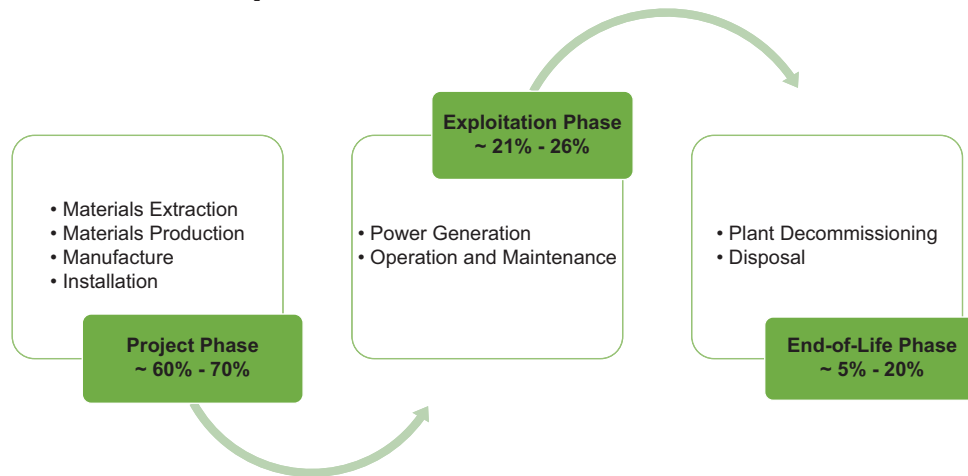 • Materials Extraction
• Materials Production
• Manufacture
• Installation
Project Phase
~ 60% - 70%
Exploitation Phase
~ 21% - 26%
• Power Generation
• Operation and Maintenance
• Plant Decommissioning
• Disposal
End-of-Life Phase
~ 5% - 20%